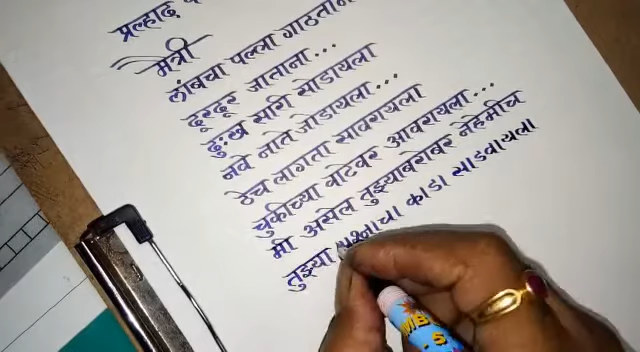 प्रल्हाद
मैत्री
लांबचा पल्ला गाठतान
दूरदूर जाताना...
दुःख सारी सोडायला
नवे नाते जोडायला...
ठेच लागता सावरायला
चुकीच्या वाटेवर आवरायला...
मी असेल तुझ्याबरोबर नेहेमीच
तुझ्या प्रश्नाचा काडा सोडवायला